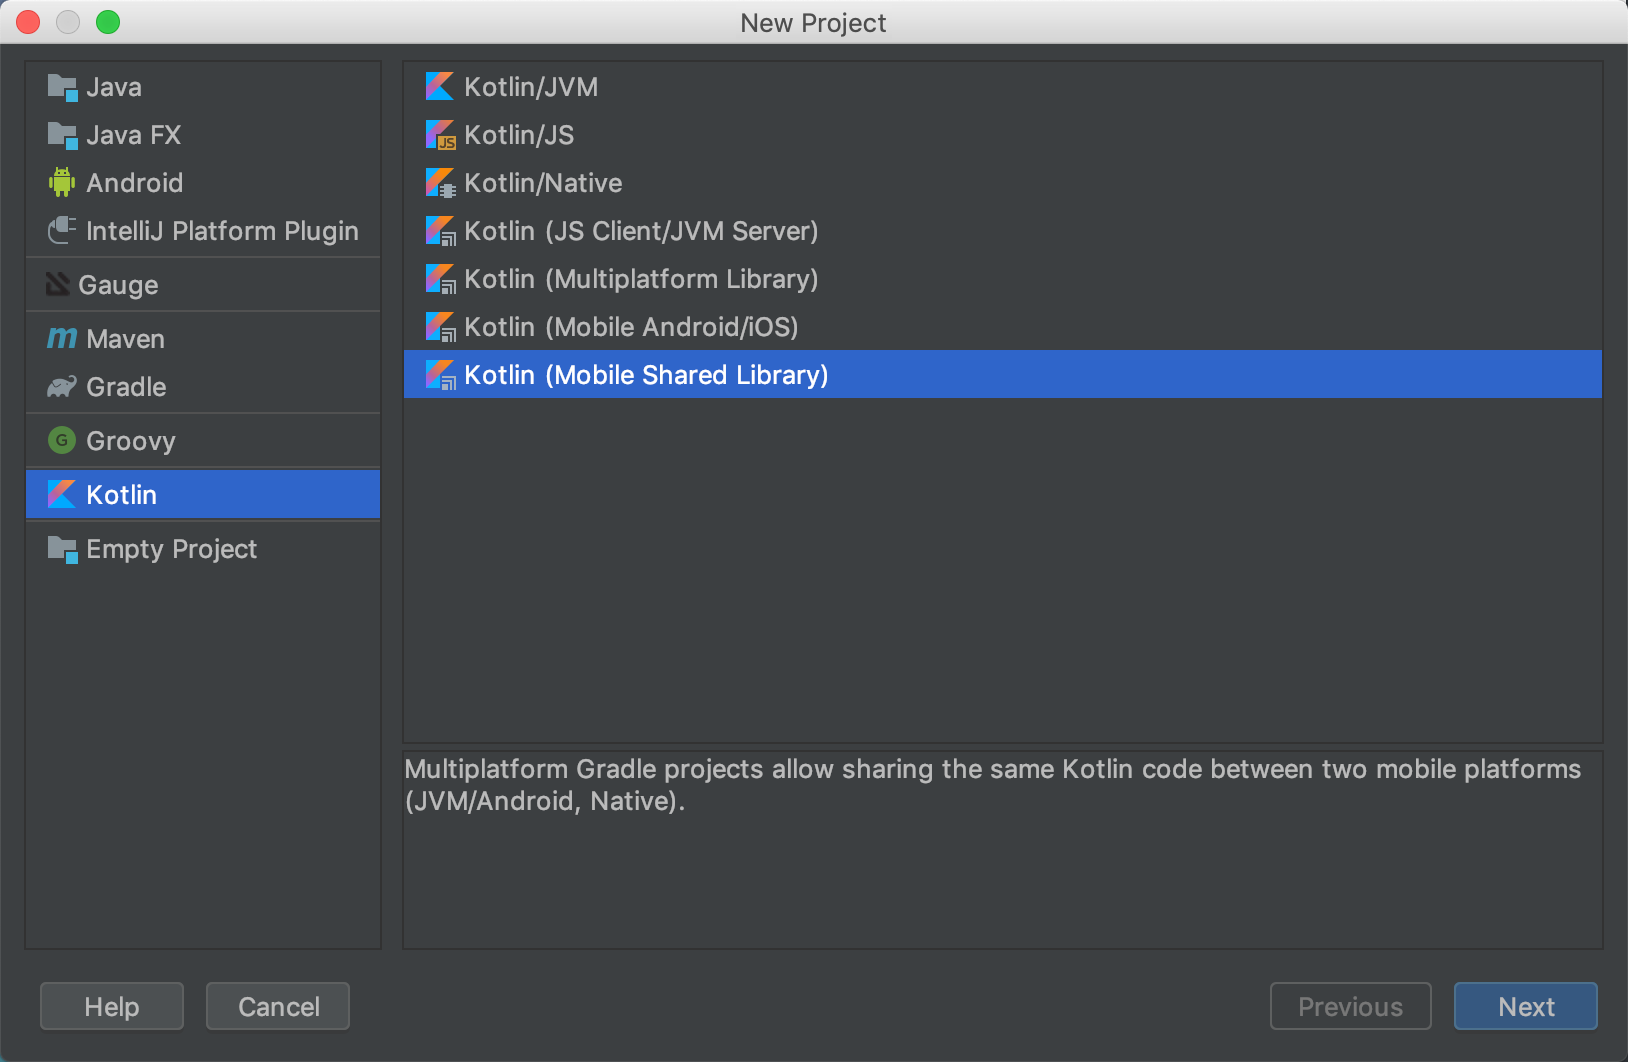 New Project
Java
Java FX
Android
IntelliJ Platform Plugin
Gauge
Maven
Gradle
G
Groovy
Kotlin
Empty Project
Kotlin/JVM
JS
Kotlin/JS
Kotlin/Native
Kotlin (JS Client/JVM Server)
Kotlin (Multiplatform Library)
Kotlin (Mobile Android/iOS)
Kotlin (Mobile Shared Library)
Multiplatform Gradle projects allow sharing the same Kotlin code between two mobile platforms
(JVM/Android, Native).
Help
Cancel
Previous
Next